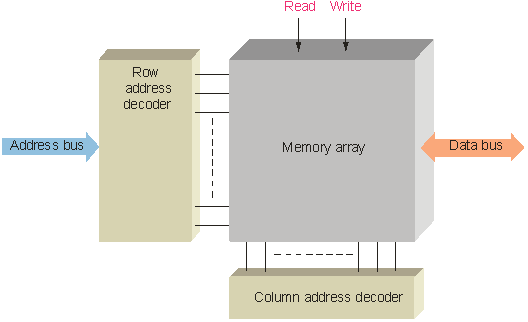 Read Write
Row
address
decoder
Address bus
Memory array
Data bus
Column address decoder